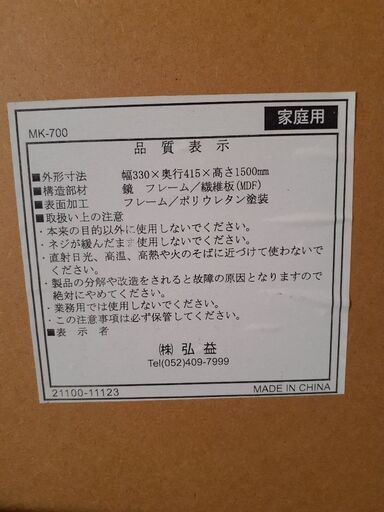 家庭用
MK-700
品質表示
■外形寸法 幅330×奥行415×高さ1500mm
■構造部材 鏡 フレーム／繊維板(MDF)
■表面加工 フレーム／ポリウレタン塗装
■取扱い上の注意
・本来の目的以外に使用しないでください。
・ネジが緩んだまま使用しないでください。
・直射日光、高温、高熱や火のそばに近づけて使わないで
ください。
・製品の分解や改造をされると故障の原因となりますので
絶対にやめてください。
・業務用では使用しないでください。
・この注意事項は必ず保管してください。
■表示者
㈱ 弘益
Tel(052)409-7999
21100-11123
MADE IN CHINA